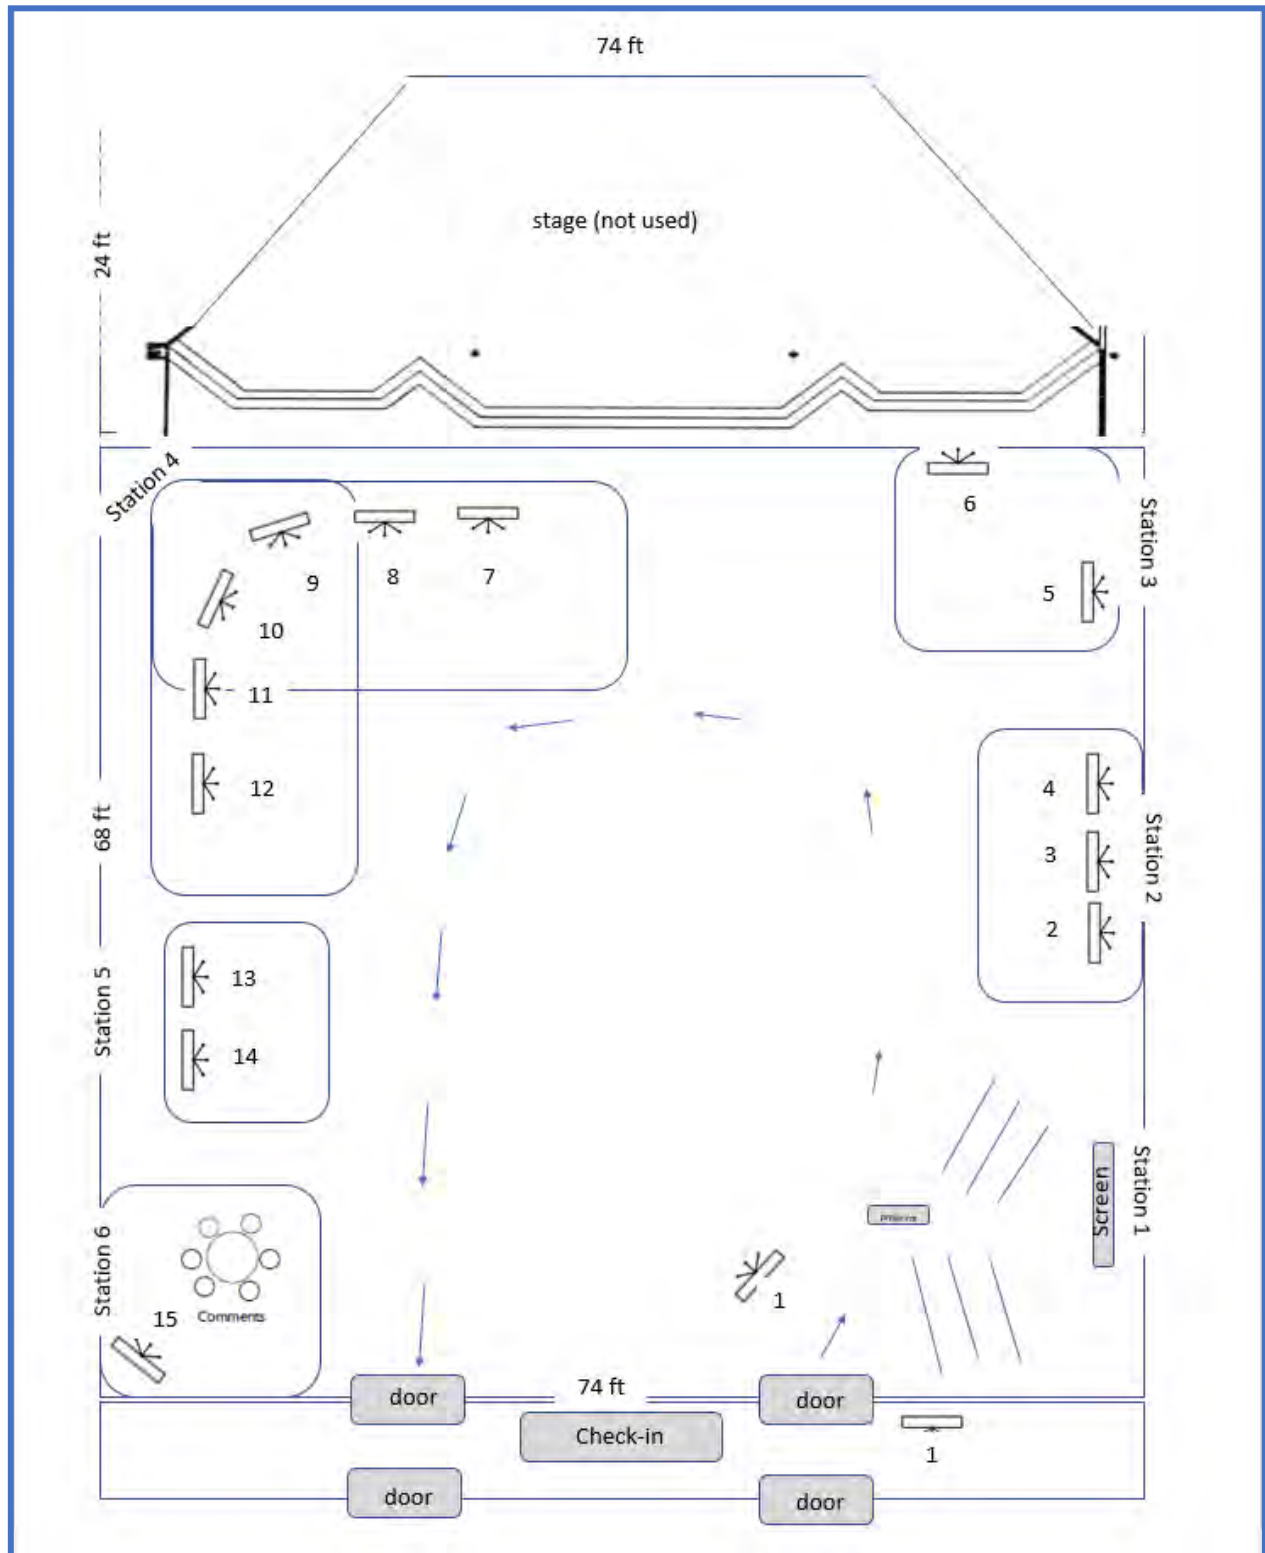 74 ft
stage (not used)
24 ft
Station 4
6
Station 3
9
8
7
5
10
11
12
4
Station 2
68 ft
3
2
13
Station 5
14
Screen
Station 1
Station 6
15
Comments
1
door
74 ft
door
Check-in
1
door
door